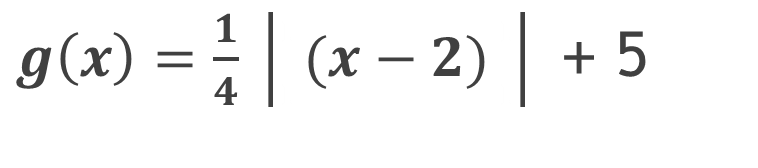 g(x) = 1/4 | (x − 2) | + 5